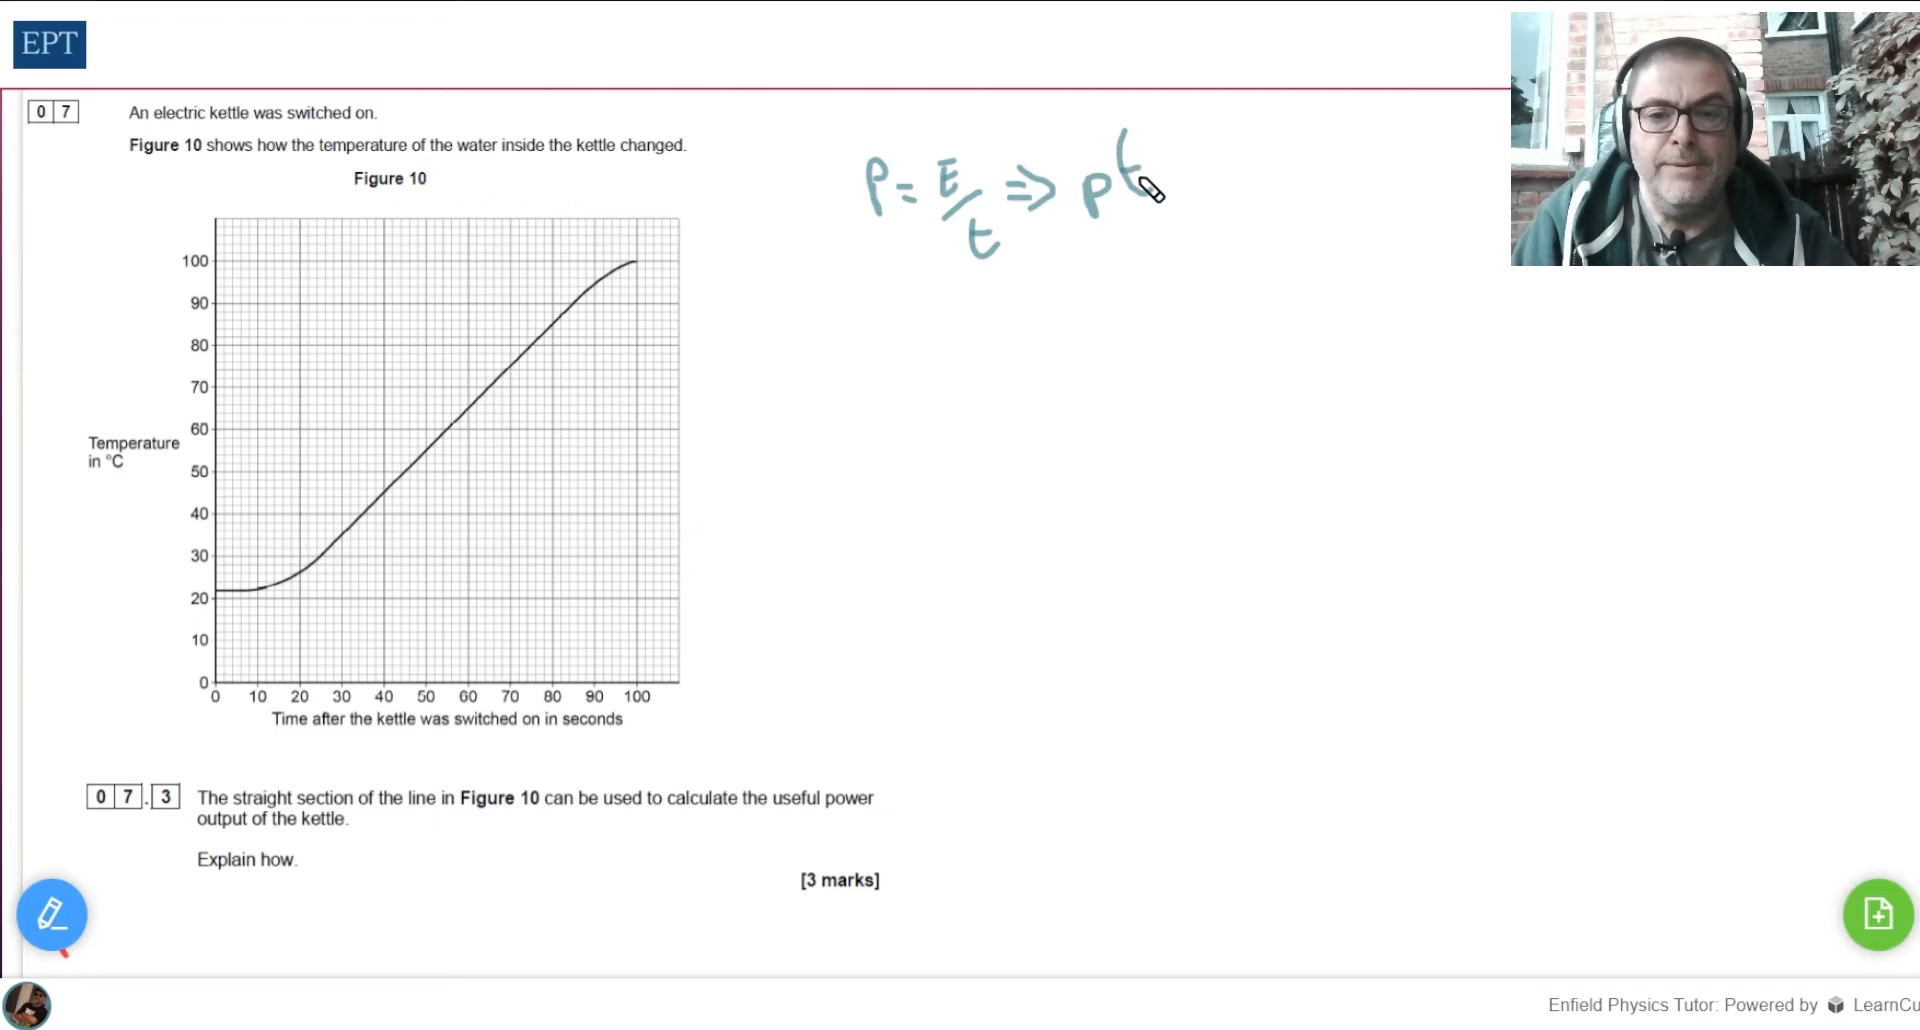 EPT
0 7 An electric kettle was switched on.
Figure 10 shows how the temperature of the water inside the kettle changed.
Figure 10
P = E/t ⇒ Pt
100
90
80
70
60
Temperature
in °C
50
40
30
20
10
0
0 10 20 30 40 50 60 70 80 90 100
Time after the kettle was switched on in seconds
0 7 . 3 The straight section of the line in Figure 10 can be used to calculate the useful power
output of the kettle.
Explain how.
[3 marks]
Enfield Physics Tutor: Powered by LearnCu